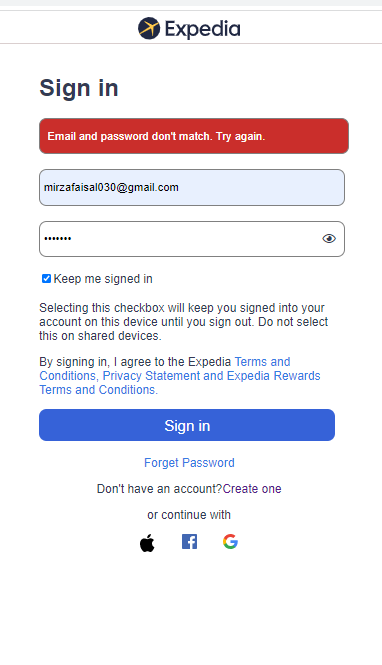 Expedia
Sign in
Email and password don't match. Try again.
mirzafaisal030@gmail.com
•••••••
Keep me signed in
Selecting this checkbox will keep you signed into your
account on this device until you sign out. Do not select
this on shared devices.
By signing in, I agree to the Expedia Terms and
Conditions, Privacy Statement and Expedia Rewards
Terms and Conditions.
Sign in
Forget Password
Don't have an account?Create one
or continue with